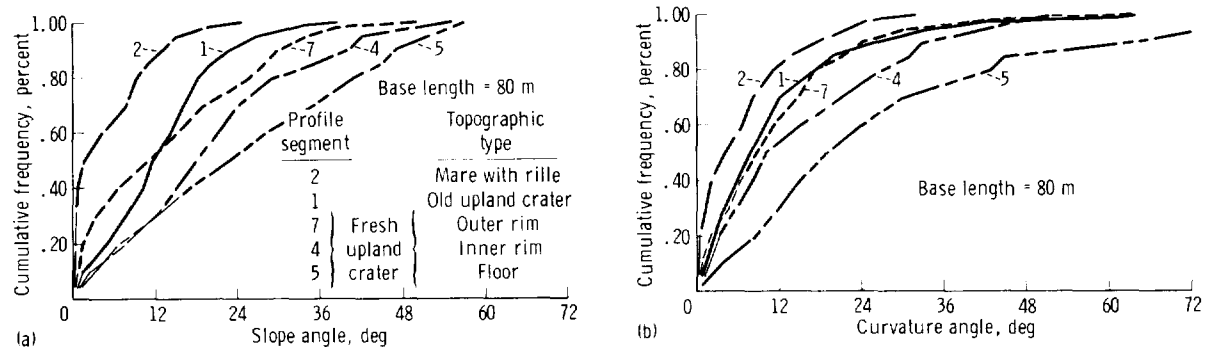 1.00
.80
.60
.40
.20
0 12 24 36 48 60 72
Cumulative frequency, percent
Slope angle, deg
(a)
2 1 7 4 5
Base length = 80 m
Profile segment Topographic type
2 Mare with rille
1 Old upland crater
7 Fresh Outer rim
4 upland Inner rim
5 crater Floor
1.00
.80
.60
.40
.20
0 12 24 36 48 60 72
Cumulative frequency, percent
Curvature angle, deg
(b)
2 1 7 4 5
Base length = 80 m